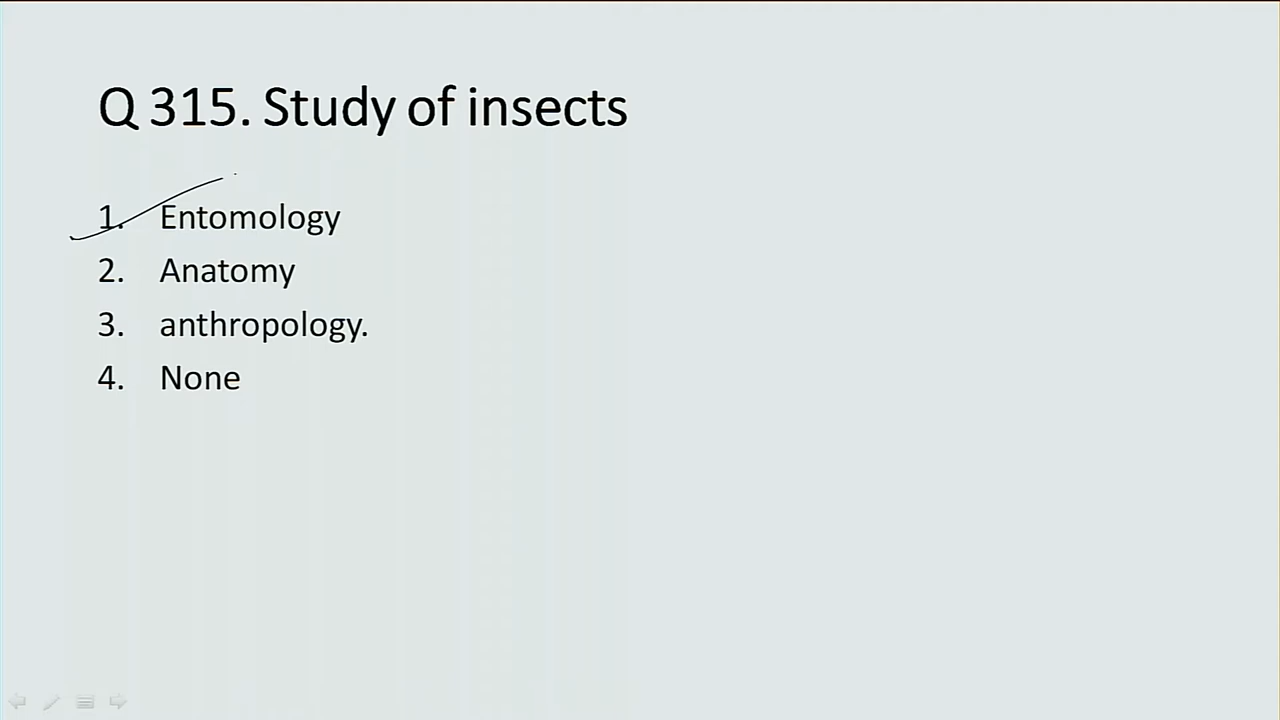 Q 315. Study of insects
1. Entomology
2. Anatomy
3. anthropology.
4. None